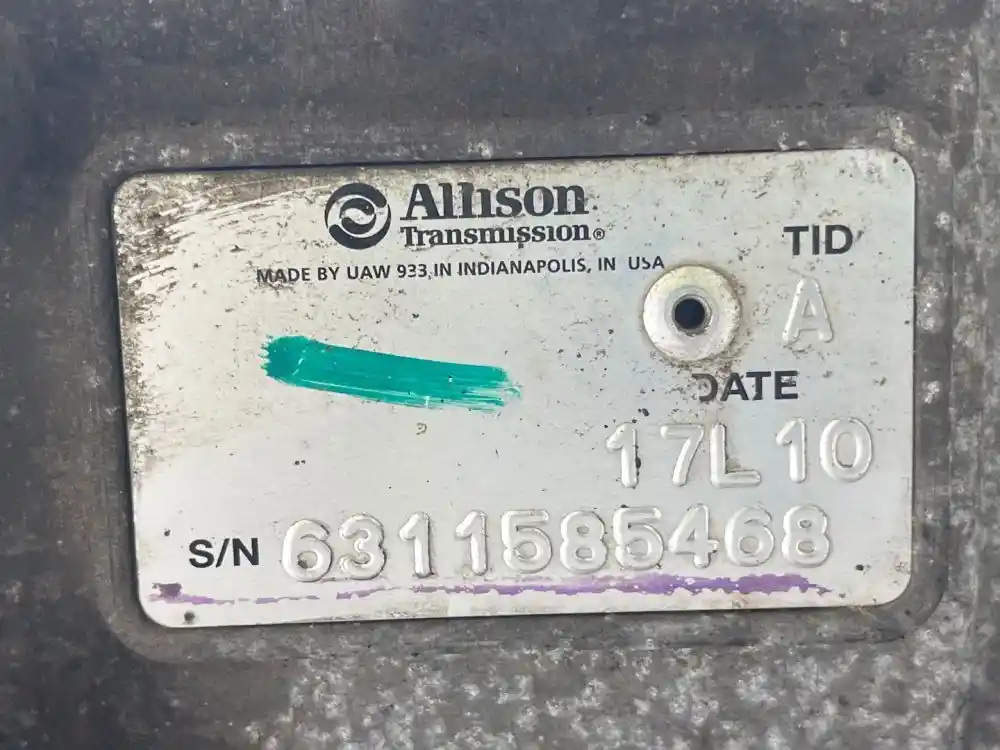 Allison
Transmission®
MADE BY UAW 933, IN INDIANAPOLIS, IN USA
TID
A
DATE
17L10
S/N 6311585468